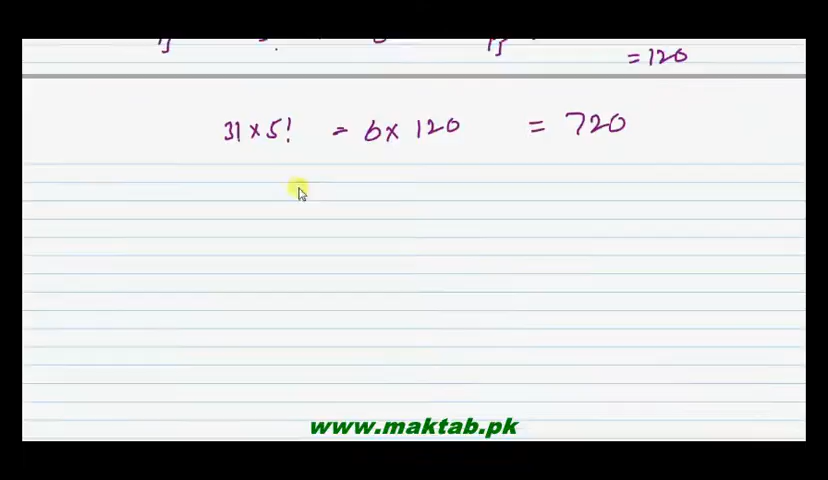 = 120
3! × 5! = 6 × 120 = 720
www.maktab.pk